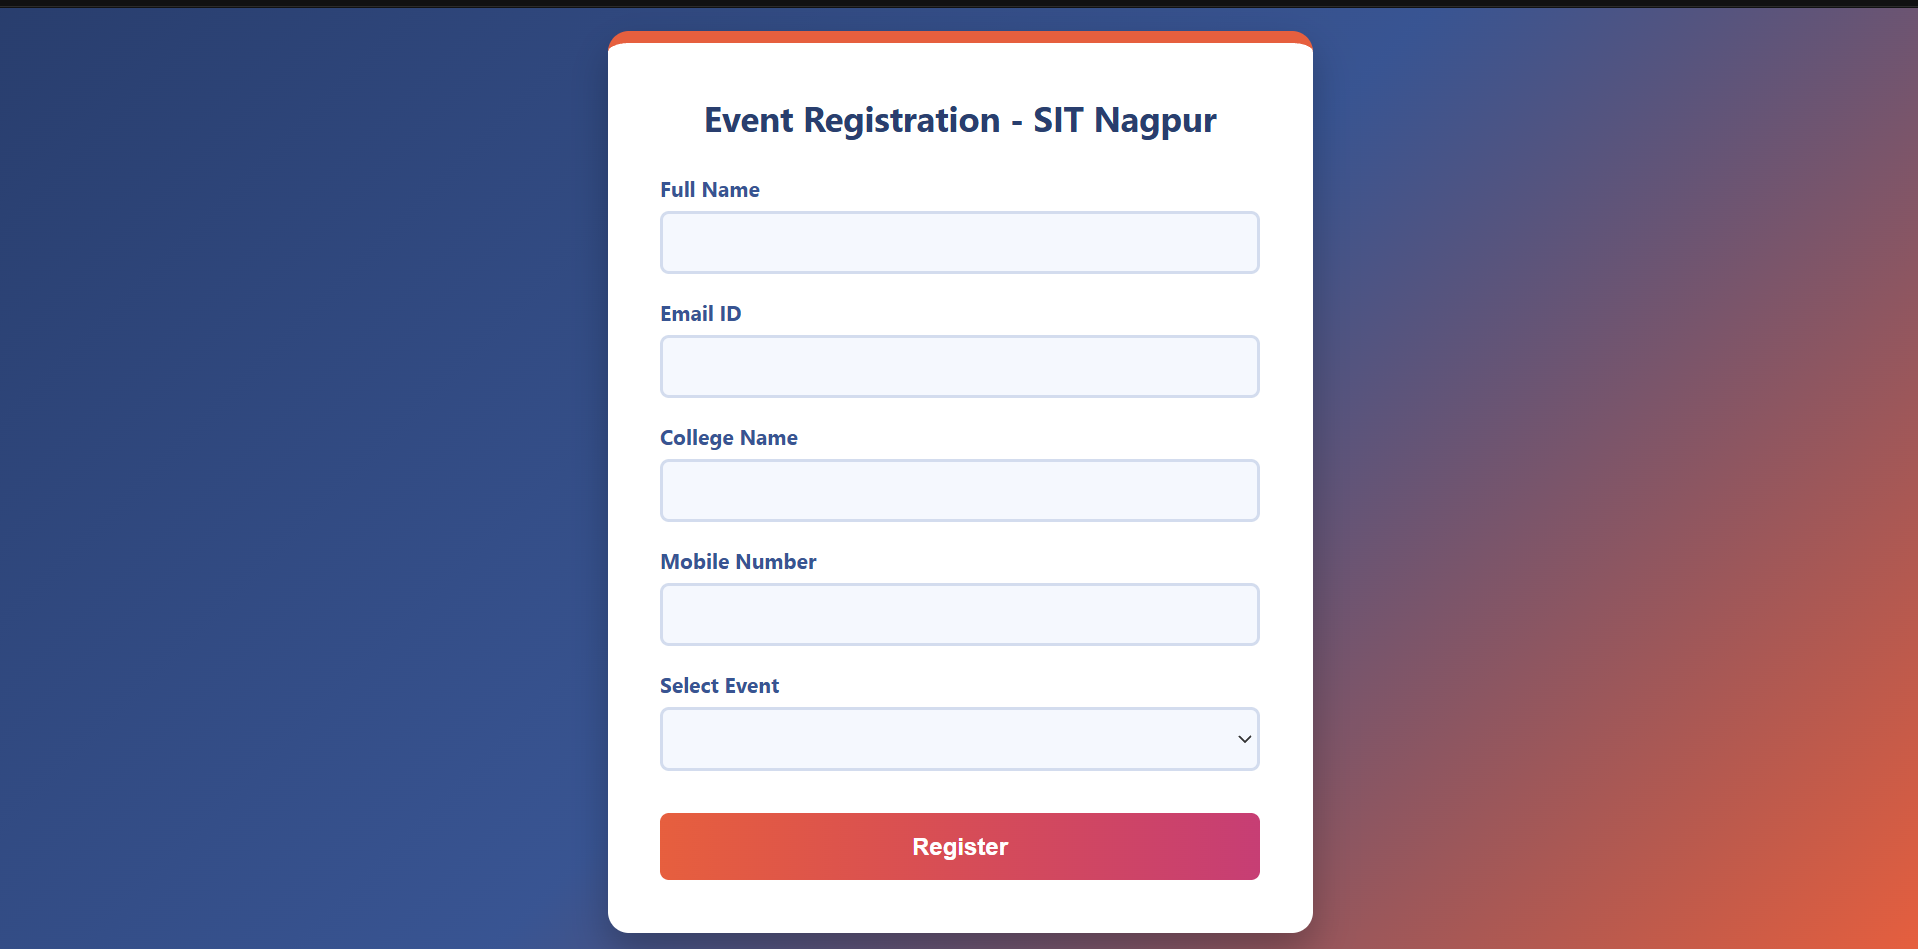 Event Registration - SIT Nagpur
Full Name
Email ID
College Name
Mobile Number
Select Event
Register